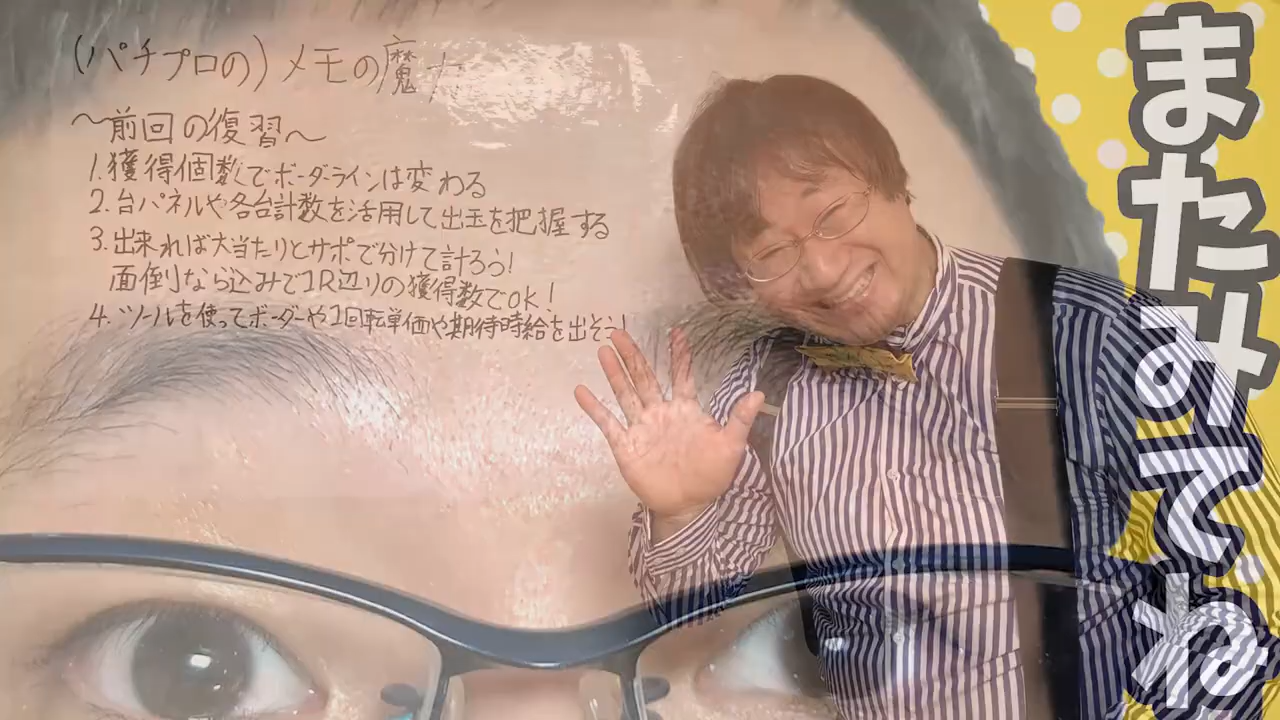 (パチプロの)メモの魔力
〜前回の復習〜
1.獲得個数でボーダラインは変わる
2.台パネルや各台計数を活用して出玉を把握する
3.出来れば大当たりとサポで分けて計ろう!
面倒なら込みで1R辺りの獲得数でOK!
4.ツールを使ってボーダーや1回転単価や期待時給を出そう!
またみてね